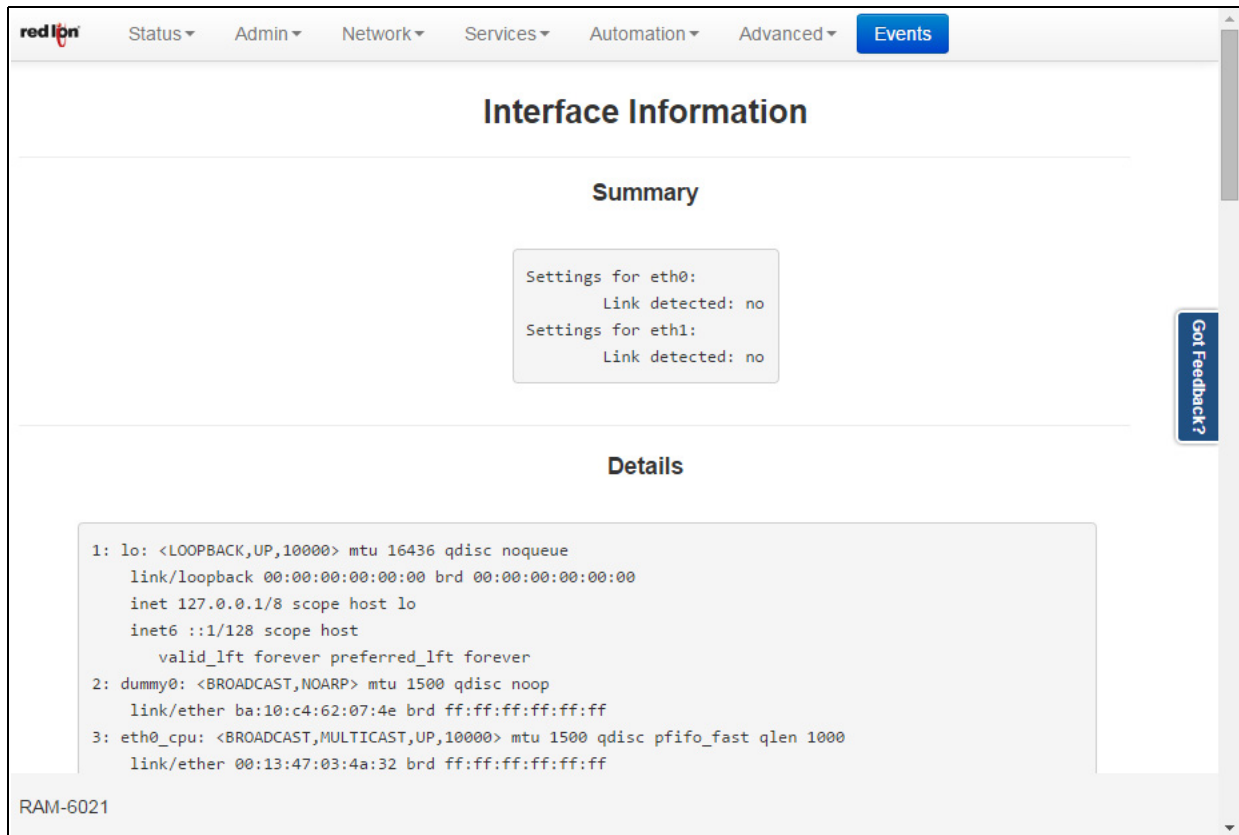 red lion Status Admin Network Services Automation Advanced Events
Interface Information
Summary
Settings for eth0:
Link detected: no
Settings for eth1:
Link detected: no
Got Feedback?
Details
1: lo: <LOOPBACK,UP,10000> mtu 16436 qdisc noqueue
link/loopback 00:00:00:00:00:00 brd 00:00:00:00:00:00
inet 127.0.0.1/8 scope host lo
inet6 ::1/128 scope host
valid_lft forever preferred_lft forever
2: dummy0: <BROADCAST,NOARP> mtu 1500 qdisc noop
link/ether ba:10:c4:62:07:4e brd ff:ff:ff:ff:ff:ff
3: eth0_cpu: <BROADCAST,MULTICAST,UP,10000> mtu 1500 qdisc pfifo_fast qlen 1000
link/ether 00:13:47:03:4a:32 brd ff:ff:ff:ff:ff:ff
RAM-6021